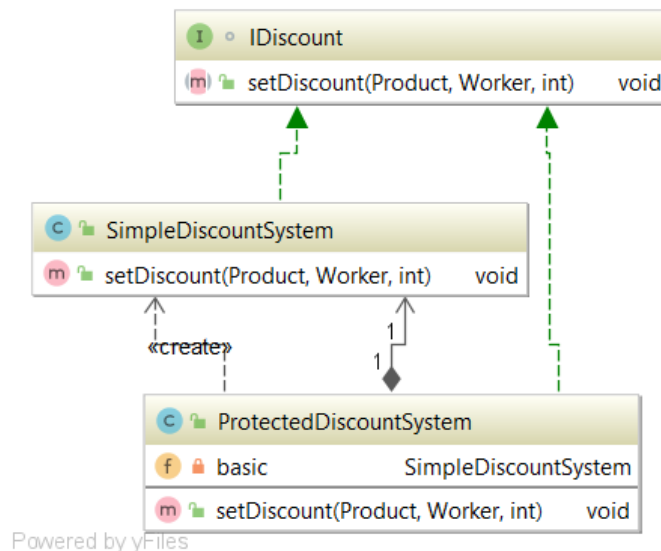 I IDiscount
m setDiscount(Product, Worker, int) void
C SimpleDiscountSystem
m setDiscount(Product, Worker, int) void
1
«create»
1
C ProtectedDiscountSystem
f basic SimpleDiscountSystem
m setDiscount(Product, Worker, int) void
Powered by yFiles